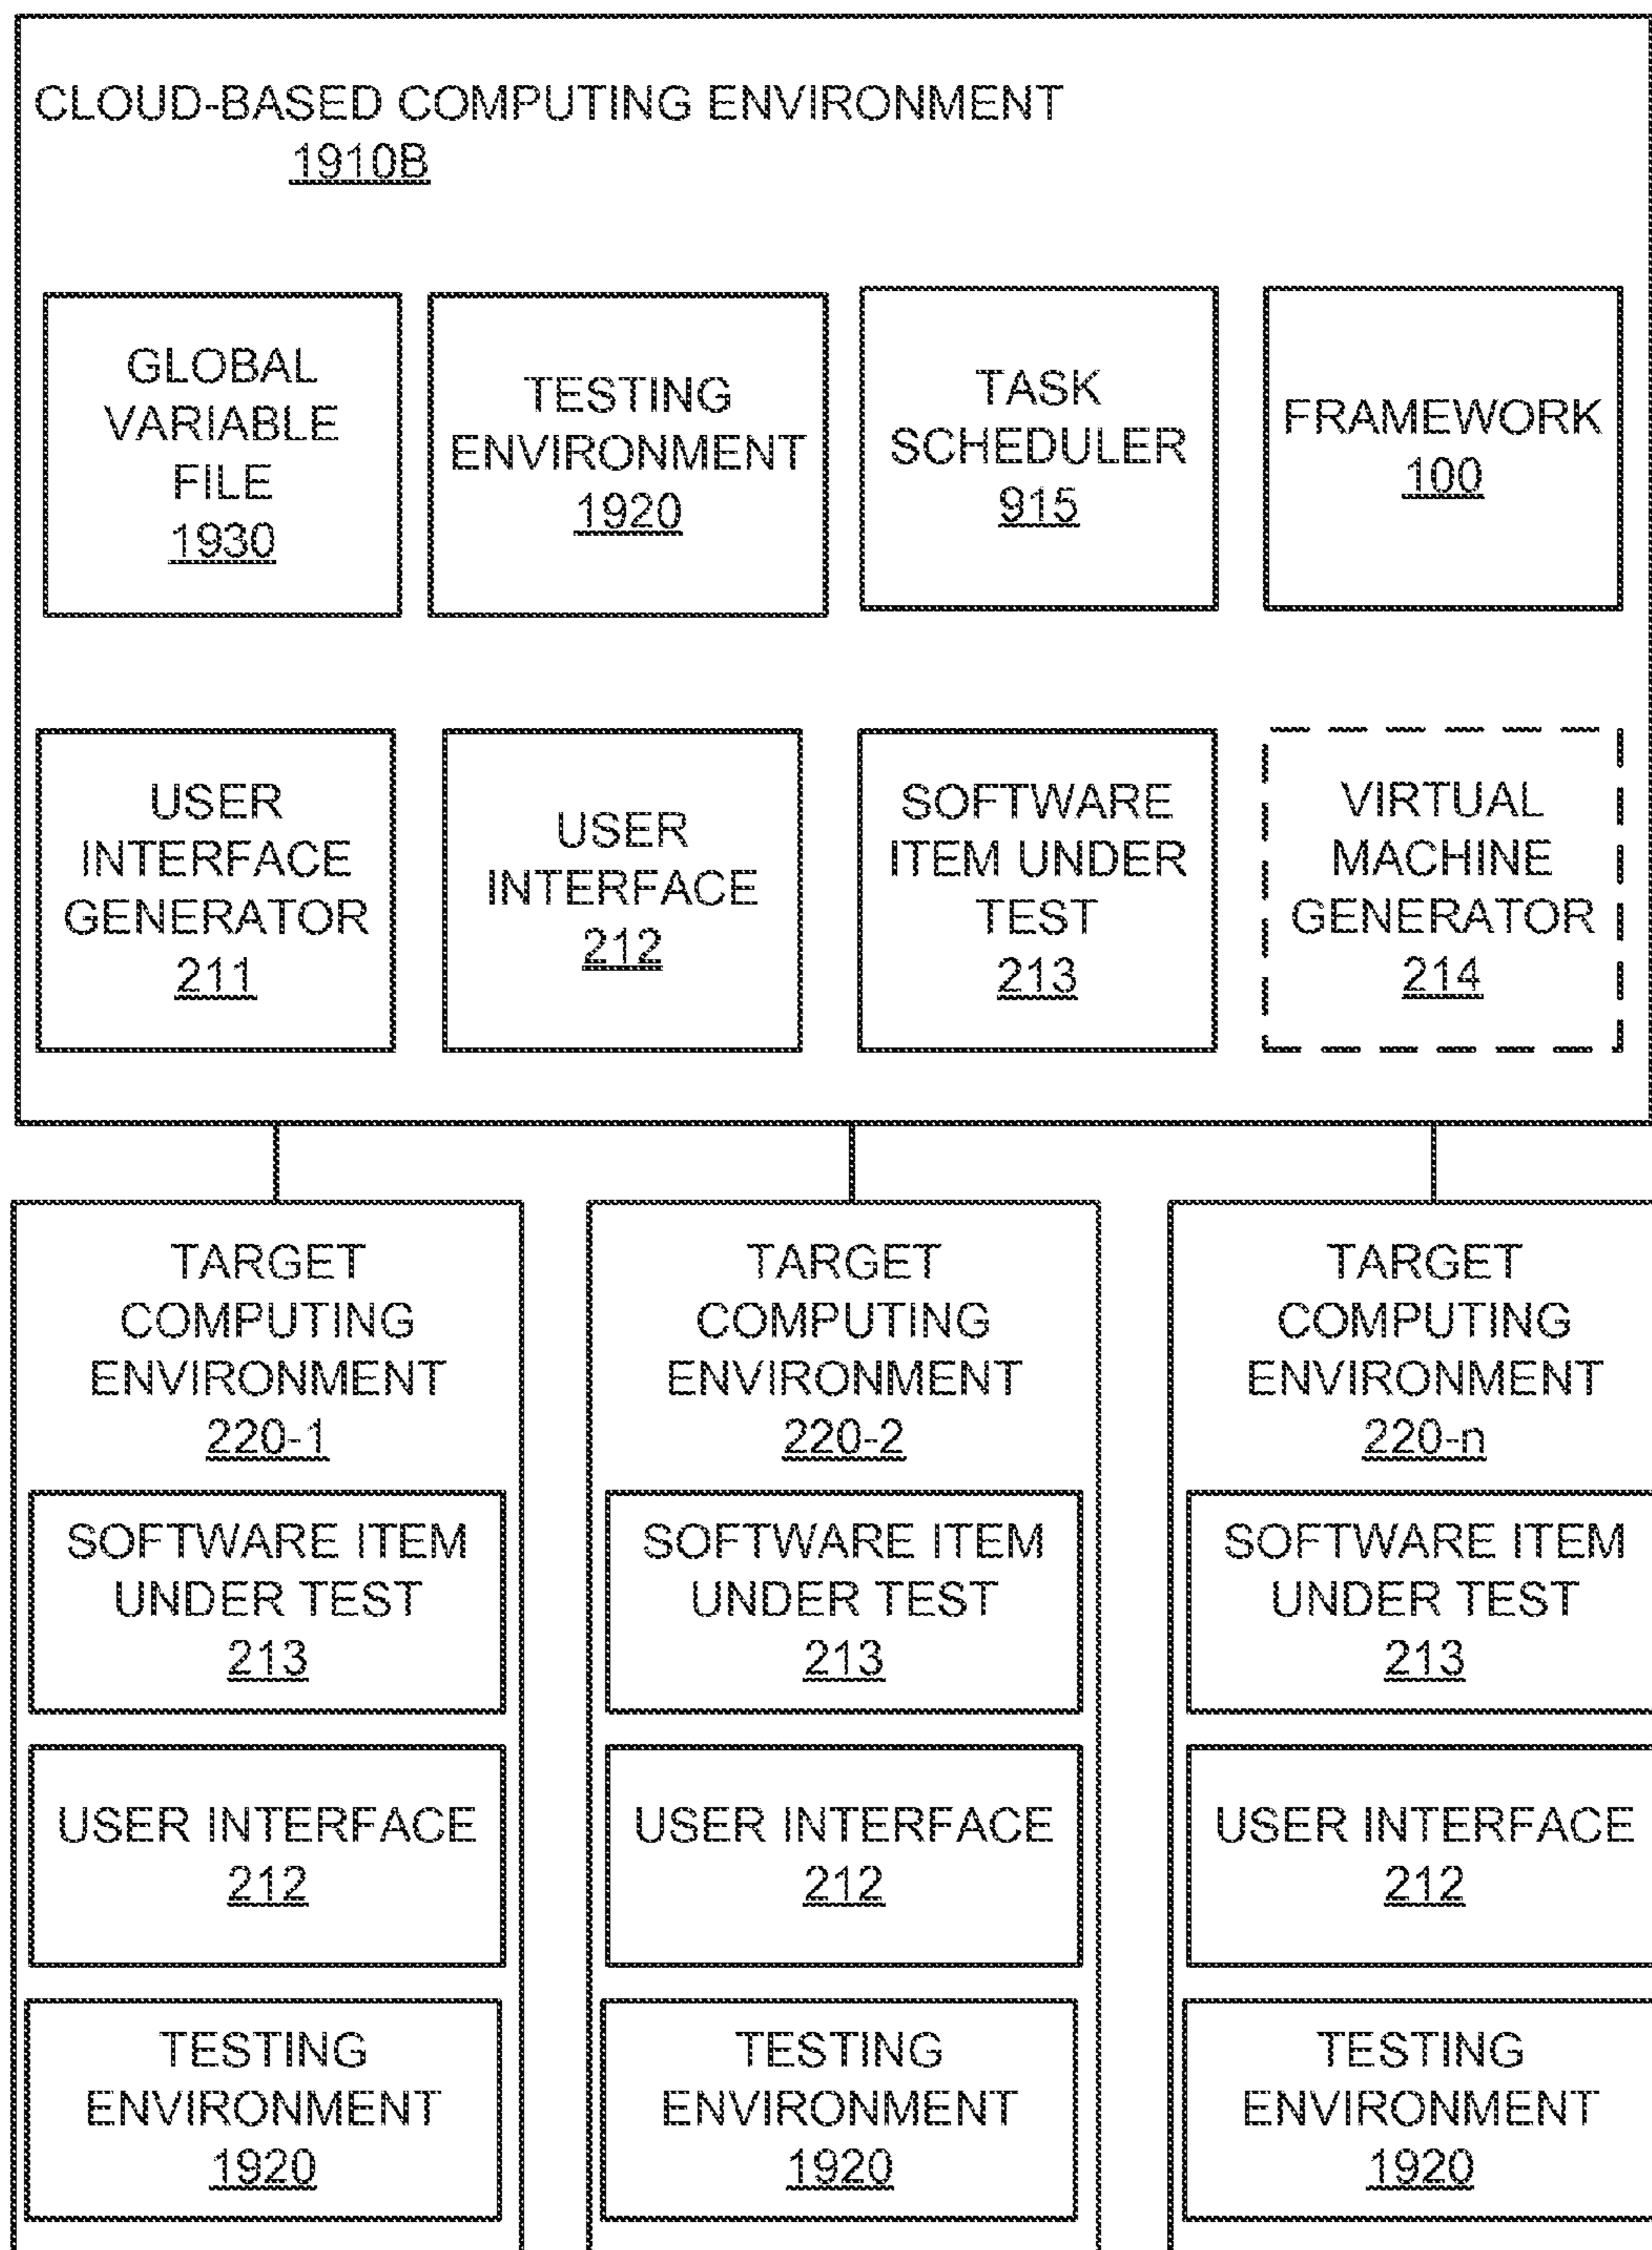 CLOUD-BASED COMPUTING ENVIRONMENT
1910B
GLOBAL
VARIABLE
FILE
1930
TESTING
ENVIRONMENT
1920
TASK
SCHEDULER
915
FRAMEWORK
100
USER
INTERFACE
GENERATOR
211
USER
INTERFACE
212
SOFTWARE
ITEM UNDER
TEST
213
VIRTUAL
MACHINE
GENERATOR
214
TARGET
COMPUTING
ENVIRONMENT
220-1
SOFTWARE ITEM
UNDER TEST
213
USER INTERFACE
212
TESTING
ENVIRONMENT
1920
TARGET
COMPUTING
ENVIRONMENT
220-2
SOFTWARE ITEM
UNDER TEST
213
USER INTERFACE
212
TESTING
ENVIRONMENT
1920
TARGET
COMPUTING
ENVIRONMENT
220-n
SOFTWARE ITEM
UNDER TEST
213
USER INTERFACE
212
TESTING
ENVIRONMENT
1920